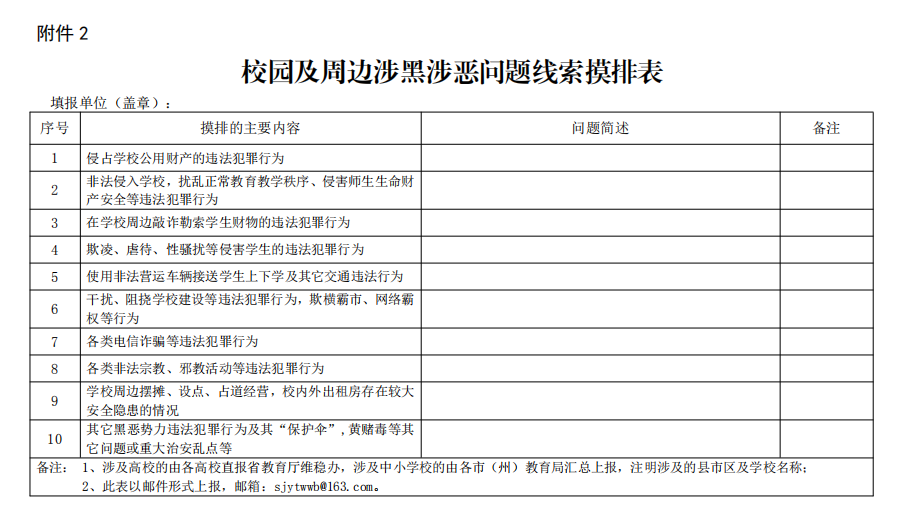 附件 2
校园及周边涉黑涉恶问题线索摸排表
填报单位（盖章）：
序号 摸排的主要内容 问题简述 备注
1 侵占学校公用财产的违法犯罪行为
2 非法侵入学校，扰乱正常教育教学秩序、侵害师生生命财
产安全等违法犯罪行为
3 在学校周边敲诈勒索学生财物的违法犯罪行为
4 欺凌、虐待、性骚扰等侵害学生的违法犯罪行为
5 使用非法营运车辆接送学生上下学及其它交通违法行为
6 干扰、阻挠学校建设等违法犯罪行为，欺横霸市、网络霸
权等行为
7 各类电信诈骗等违法犯罪行为
8 各类非法宗教、邪教活动等违法犯罪行为
9 学校周边摆摊、设点、占道经营，校内外出租房存在较大
安全隐患的情况
10 其它黑恶势力违法犯罪行为及其“保护伞”,黄赌毒等其
它问题或重大治安乱点等
备注： 1、涉及高校的由各高校直报省教育厅维稳办，涉及中小学校的由各市（州）教育局汇总上报，注明涉及的县市区及学校名称；
2、此表以邮件形式上报，邮箱：sjytwwb@163.com。